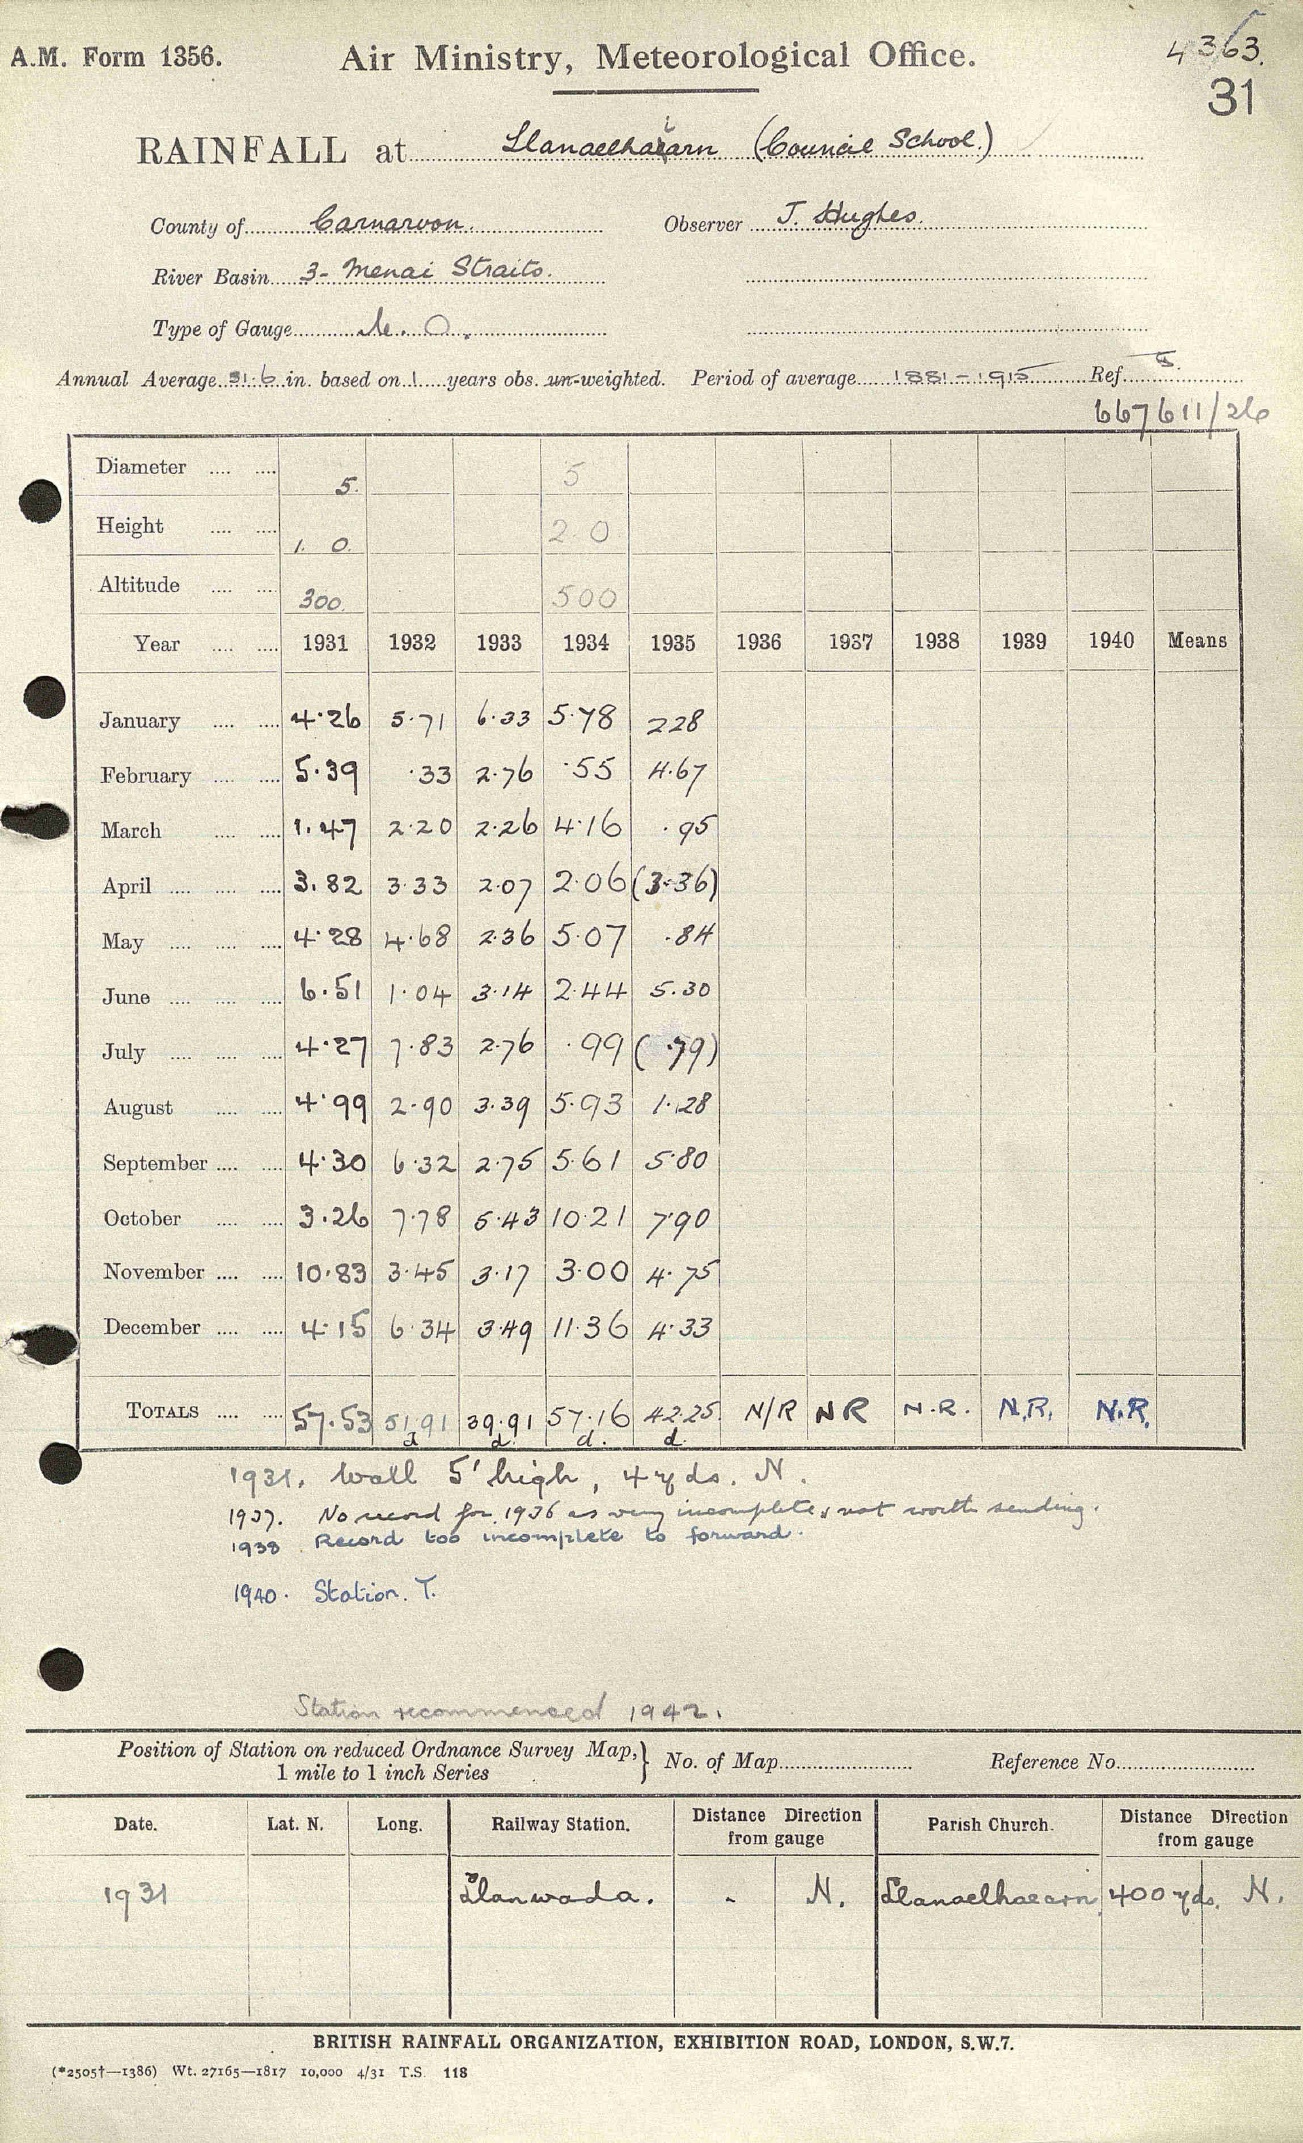 A.M. Form 1356. Air Ministry, Meteorological Office. 4363.
31
RAINFALL at Llanaelhaiarn (Council School.)
County of Carnarvon. Observer J. Hughes.
River Basin 3- Menai Straits.
Type of Gauge M. O.
Annual Average 51.6 in. based on 1 years obs. un-weighted. Period of average 1881-1915 Ref. 5.
667611/26
Diameter .... .... 5. 5
Height .... .... 1. 0. 2 0
Altitude .... .... 300. 500
Year .... .... 1931 1932 1933 1934 1935 1936 1937 1938 1939 1940 Means
January .... .... 4.26 5.71 6.33 5.78 2 28
February .... .... 5.39 .33 2.76 .55 4.67
March .... .... 1.47 2.20 2.26 4.16 .95
April .... .... .... 3.82 3.33 2.07 2.06 (3.36)
May .... .... .... 4.28 4.68 2.36 5.07 .84
June .... .... .... 6.51 1.04 3.14 2.44 5.30
July .... .... .... 4.27 7.83 2.76 .99 (.79)
August .... .... 4.99 2.90 3.39 5.93 1.28
September .... .... 4.30 6.32 2.75 5.61 5.80
October .... .... 3.26 7.78 5.43 10.21 7.90
November .... .... 10.83 3.45 3.17 3.00 4.75
December .... .... 4.15 6.34 3.49 11.36 4.33
TOTALS .... .... 57.53 51.91 39.91 57.16 42.25 N/R NR N.R. N.R. N.R.
d d. d. d.
1931. Wall 5' high, 4 yds. N.
1937. No record for 1936 as very incomplete & not worth sending.
1938 Record too incomplete to forward.
1940. Station. T.
Station recommenced 1942.
Position of Station on reduced Ordnance Survey Map, } No. of Map Reference No.
1 mile to 1 inch Series
Date. Lat. N. Long. Railway Station. Distance Direction from gauge Parish Church. Distance Direction from gauge
1931 Llanwada. - N. Llanaelhaearn 400 yds. N.
BRITISH RAINFALL ORGANIZATION, EXHIBITION ROAD, LONDON, S.W.7.
(*2505†—1386) Wt. 27165—1817 10,000 4/31 T.S. 118